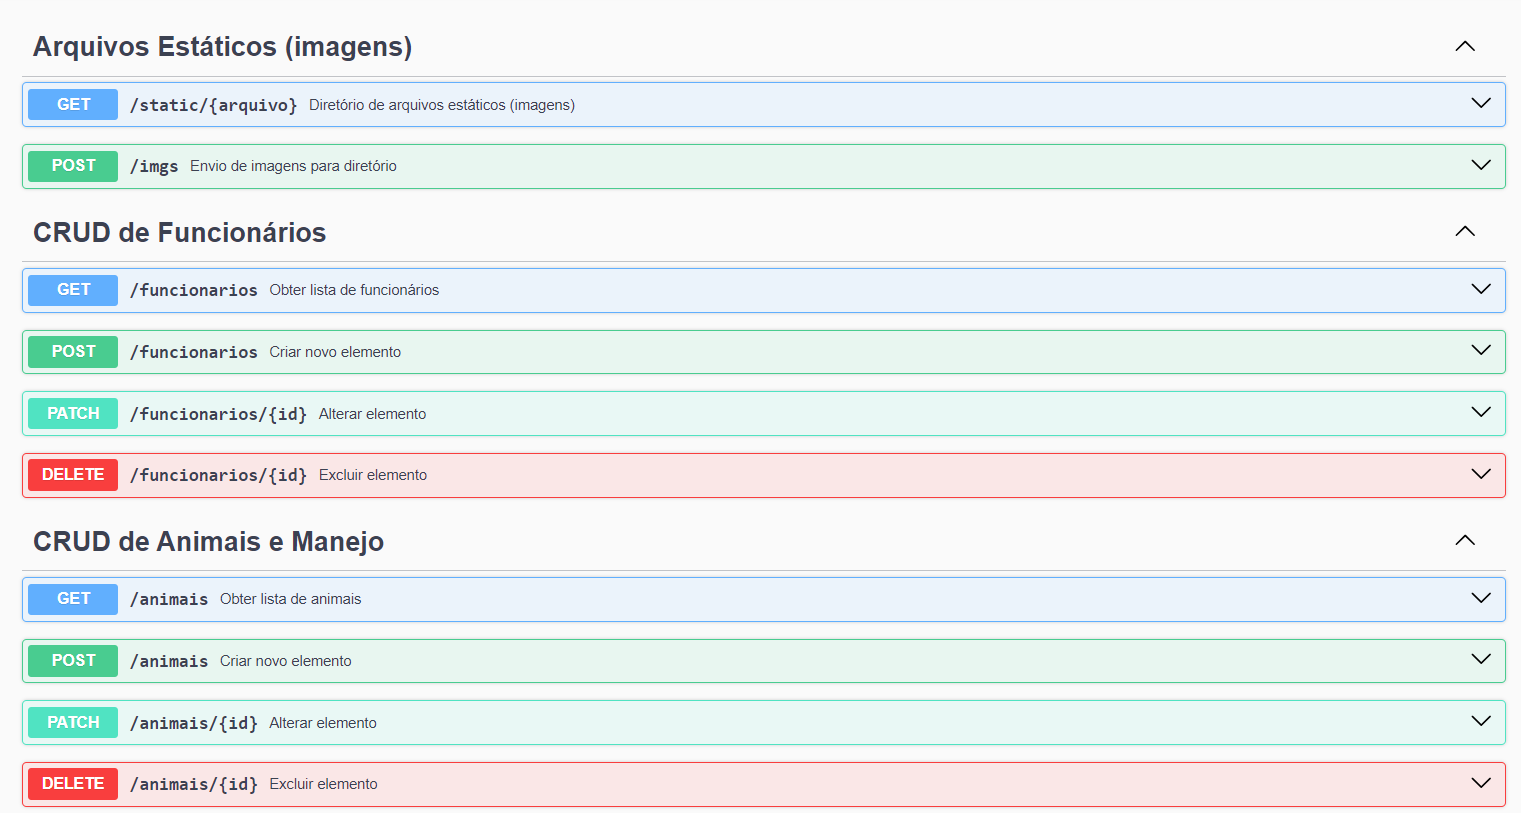 Arquivos Estáticos (imagens)
GET /static/{arquivo} Diretório de arquivos estáticos (imagens)
POST /imgs Envio de imagens para diretório
CRUD de Funcionários
GET /funcionarios Obter lista de funcionários
POST /funcionarios Criar novo elemento
PATCH /funcionarios/{id} Alterar elemento
DELETE /funcionarios/{id} Excluir elemento
CRUD de Animais e Manejo
GET /animais Obter lista de animais
POST /animais Criar novo elemento
PATCH /animais/{id} Alterar elemento
DELETE /animais/{id} Excluir elemento